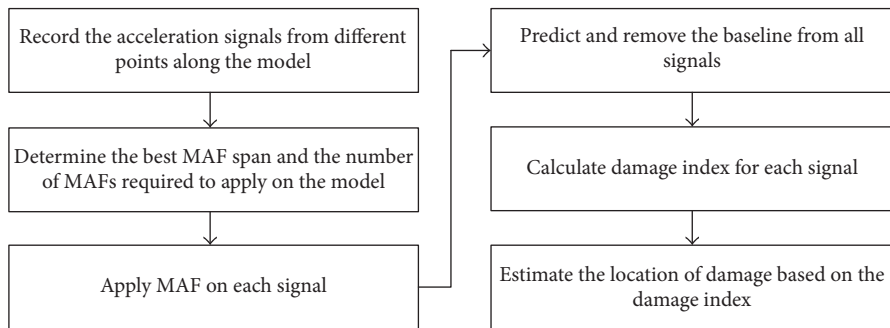 Record the acceleration signals from different
points along the model
Determine the best MAF span and the number
of MAFs required to apply on the model
Apply MAF on each signal
Predict and remove the baseline from all
signals
Calculate damage index for each signal
Estimate the location of damage based on the
damage index